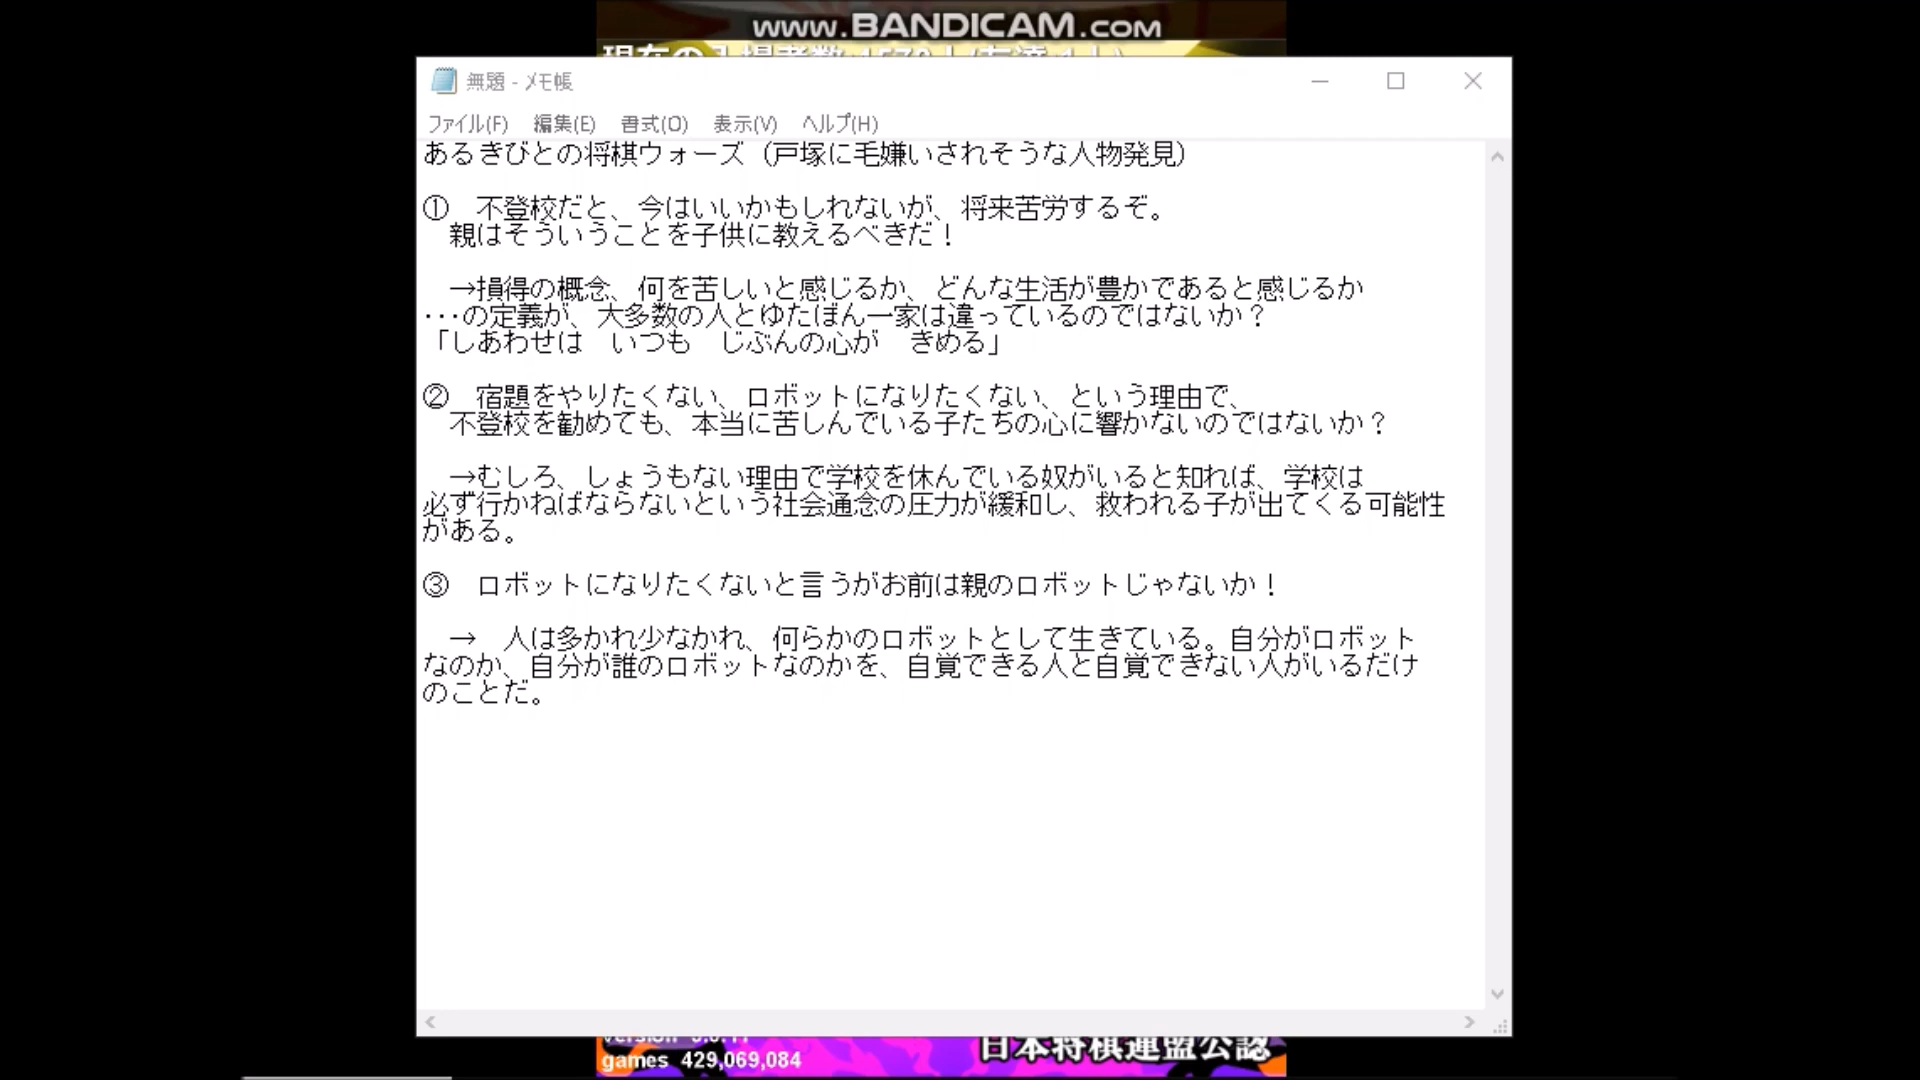 www.BANDICAM.com
無題 - メモ帳
ファイル(F) 編集(E) 書式(O) 表示(V) ヘルプ(H)
あるきびとの将棋ウォーズ（戸塚に毛嫌いされそうな人物発見）
①　不登校だと、今はいいかもしれないが、将来苦労するぞ。
　親はそういうことを子供に教えるべきだ！
　→損得の概念、何を苦しいと感じるか、どんな生活が豊かであると感じるか
・・・の定義が、大多数の人とゆたぼん一家は違っているのではないか？
「しあわせは　いつも　じぶんの心が　きめる」
②　宿題をやりたくない、ロボットになりたくない、という理由で、
　不登校を勧めても、本当に苦しんでいる子たちの心に響かないのではないか？
　→むしろ、しょうもない理由で学校を休んでいる奴がいると知れば、学校は
必ず行かねばならないという社会通念の圧力が緩和し、救われる子が出てくる可能性
がある。
③　ロボットになりたくないと言うがお前は親のロボットじゃないか！
　→　人は多かれ少なかれ、何らかのロボットとして生きている。自分がロボット
なのか、自分が誰のロボットなのかを、自覚できる人と自覚できない人がいるだけ
のことだ。
games 429,069,084
日本将棋連盟公認